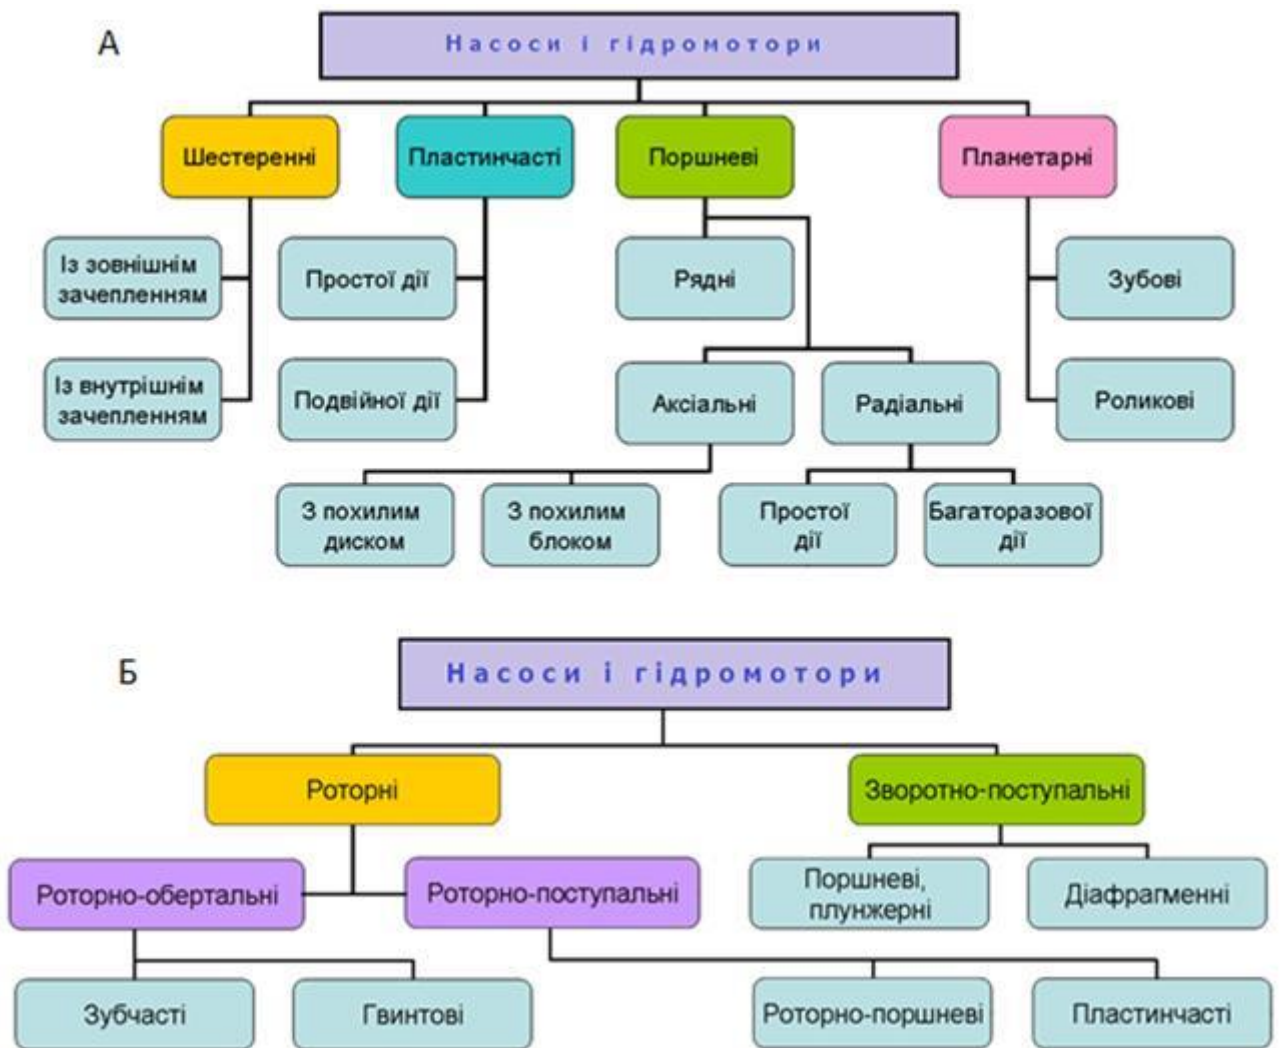 А
Насоси і гідромотори
Шестеренні
Пластинчасті
Поршневі
Планетарні
Із зовнішнім
зачепленням
Простої дії
Рядні
Зубові
Із внутрішнім
зачепленням
Подвійної дії
Аксіальні
Радіальні
Роликові
З похилим
диском
З похилим
блоком
Простої
дії
Багаторазової
дії
Б
Насоси і гідромотори
Роторні
Зворотно-поступальні
Роторно-обертальні
Роторно-поступальні
Поршневі,
плунжерні
Діафрагменні
Зубчасті
Гвинтові
Роторно-поршневі
Пластинчасті